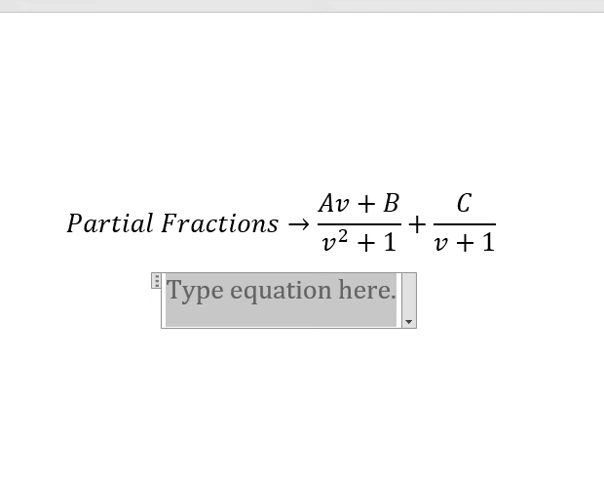 Partial Fractions → (Av + B)/(v² + 1) + C/(v + 1)
Type equation here.